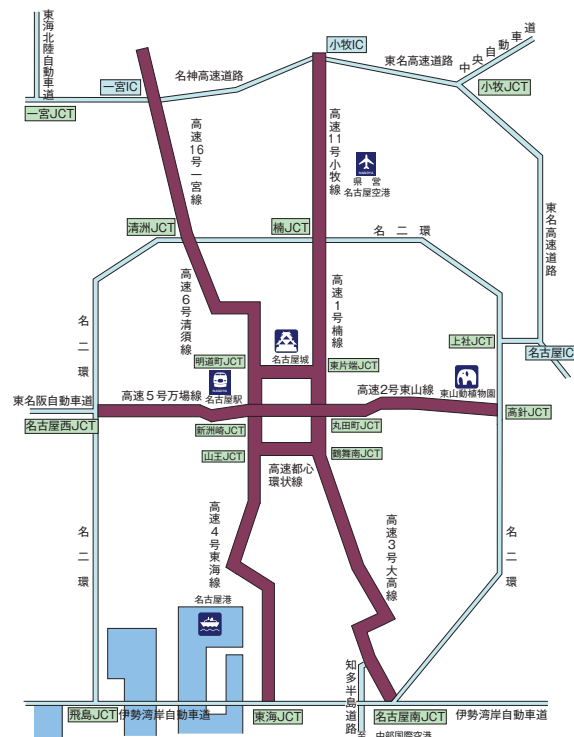 東海北陸自動車道
一宮IC
名神高速道路
小牧IC
東名高速道路
中央自動車道
小牧JCT
一宮JCT
高速16号一宮線
高速11号小牧線
NAGOYA
県営
名古屋空港
東名高速道路
清洲JCT
楠JCT
名二環
高速6号清須線
高速1号楠線
名二環
明道町JCT
名古屋城
東片端JCT
上社JCT
名古屋IC
NAGOYA
名古屋駅
高速5号万場線
高速2号東山線
東山動植物園
東名阪自動車道
名古屋西JCT
新洲崎JCT
丸田町JCT
高針JCT
山王JCT
鶴舞南JCT
高速都心
環状線
高速4号東海線
高速3号大高線
名二環
名二環
名古屋港
知多半島道路
飛島JCT
伊勢湾岸自動車道
東海JCT
名古屋南JCT
伊勢湾岸自動車道
至
中部国際空港